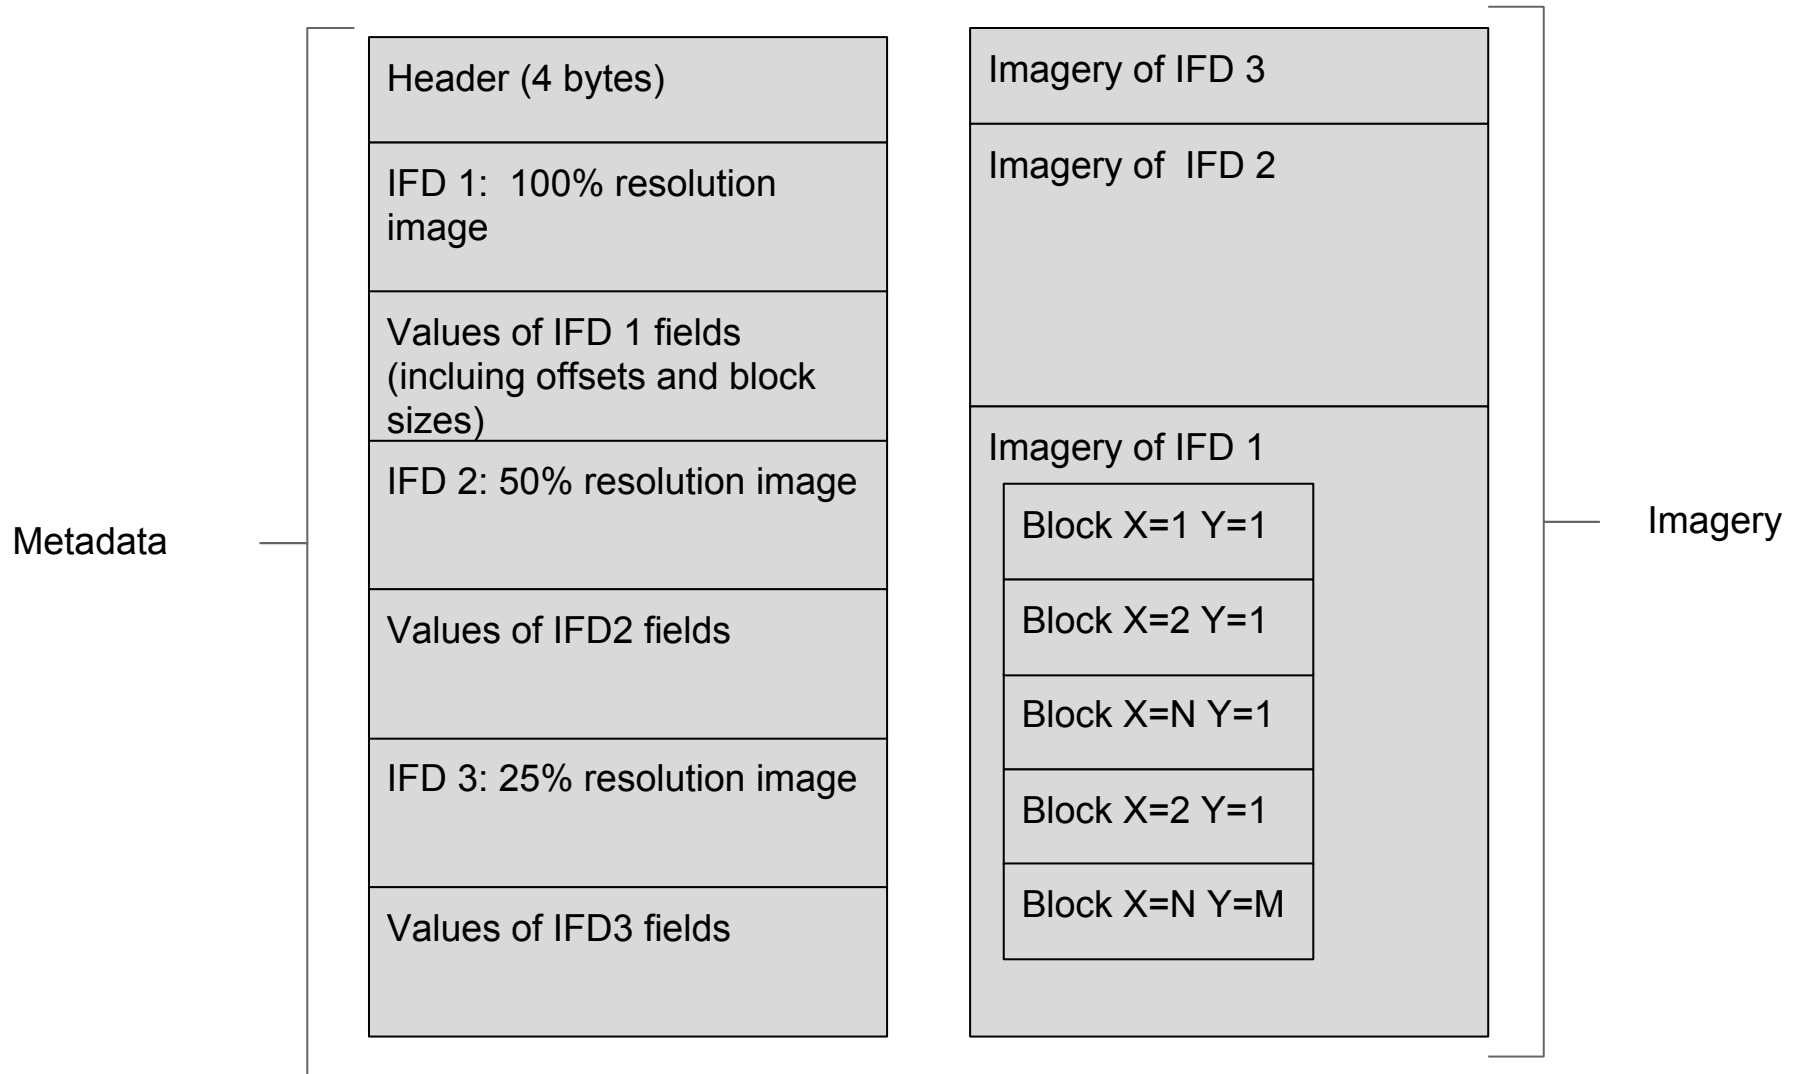 Metadata
Header (4 bytes)
IFD 1:  100% resolution
image
Values of IFD 1 fields
(incluing offsets and block
sizes)
IFD 2: 50% resolution image
Values of IFD2 fields
IFD 3: 25% resolution image
Values of IFD3 fields
Imagery of IFD 3
Imagery of  IFD 2
Imagery of IFD 1
Block X=1 Y=1
Block X=2 Y=1
Block X=N Y=1
Block X=2 Y=1
Block X=N Y=M
Imagery